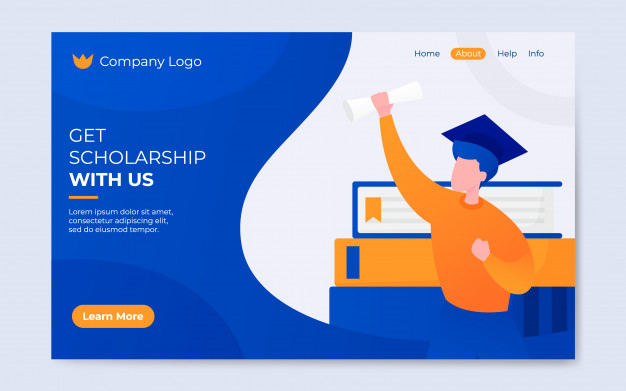 Company Logo
Home About Help Info
GET
SCHOLARSHIP
WITH US
Lorem ipsum dolor sit amet,
consectetur adipiscing elit,
sed do eiusmod tempor.
Learn More